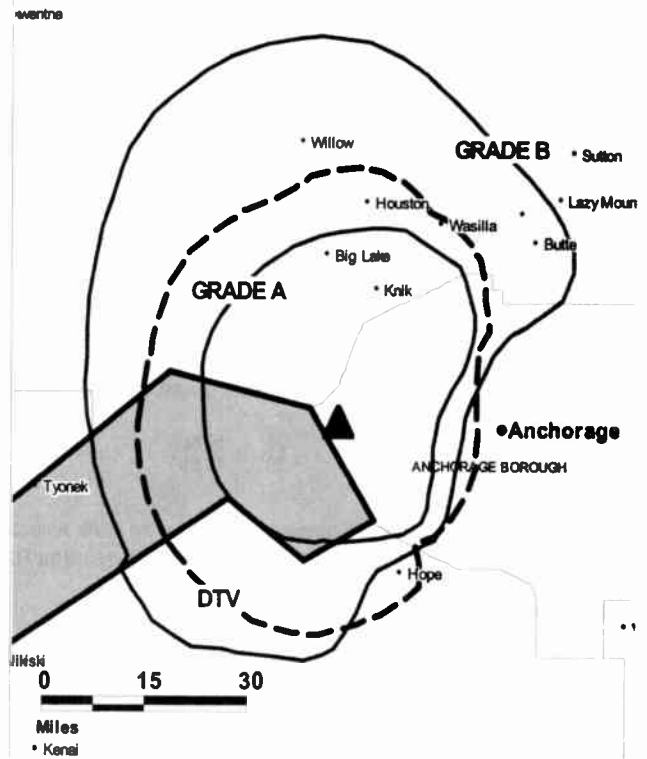 Willow
GRADE B
Sutton
Houston
Lazy Moun
Wasilla
Butte
Big Lake
GRADE A
Knik
Anchorage
ANCHORAGE BOROUGH
Tyonek
Hope
DTV
0 15 30
Miles
Kenai